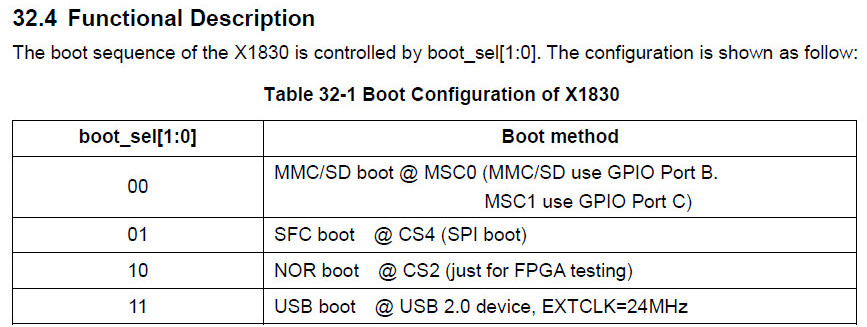 32.4 Functional Description
The boot sequence of the X1830 is controlled by boot_sel[1:0]. The configuration is shown as follow:
Table 32-1 Boot Configuration of X1830
boot_sel[1:0] Boot method
00 MMC/SD boot @ MSC0 (MMC/SD use GPIO Port B.
MSC1 use GPIO Port C)
01 SFC boot @ CS4 (SPI boot)
10 NOR boot @ CS2 (just for FPGA testing)
11 USB boot @ USB 2.0 device, EXTCLK=24MHz